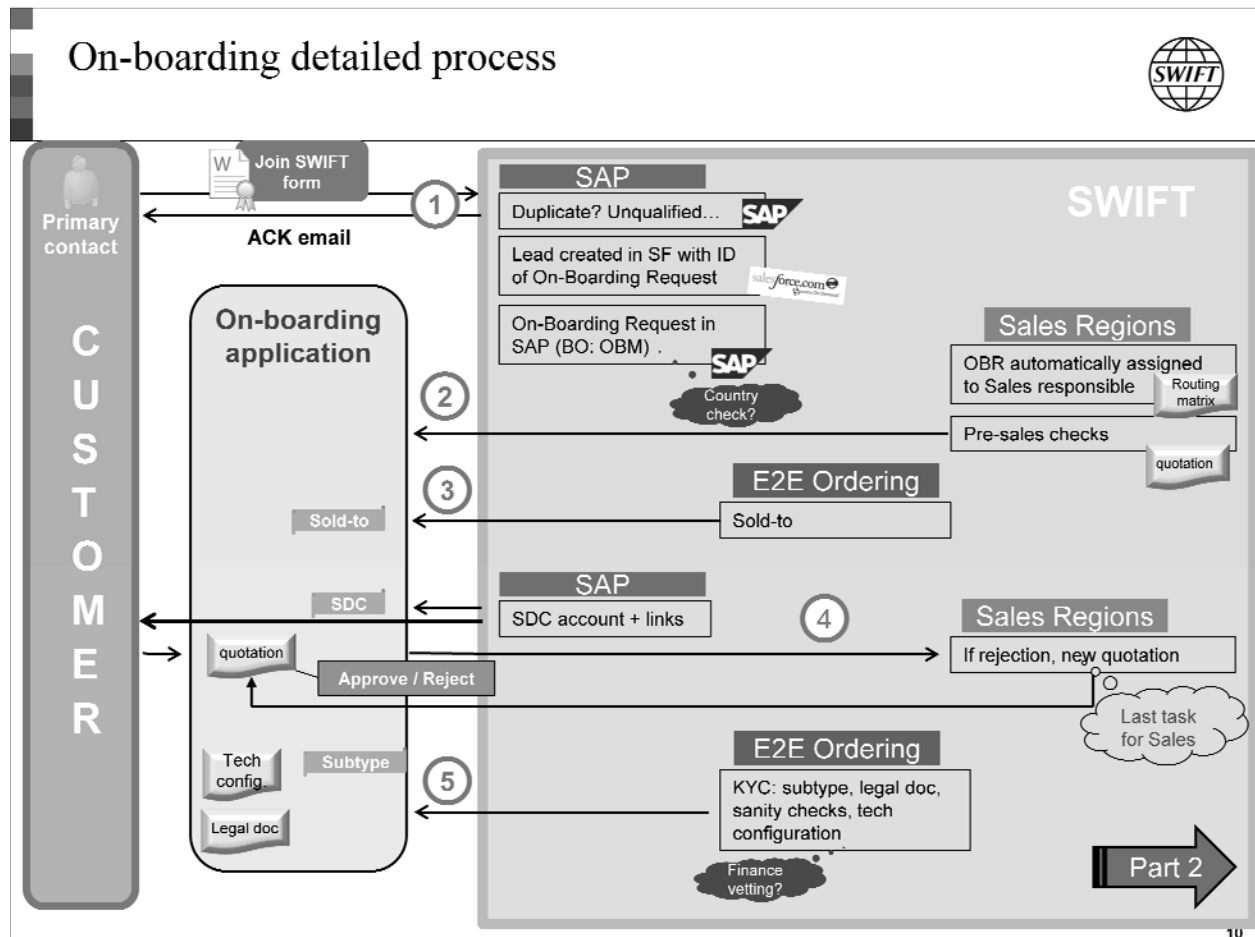 On-boarding detailed process
SWIFT
W
Join SWIFT
form
Primary
contact
ACK email
1
SAP
Duplicate? Unqualified…
SAP
SWIFT
Lead created in SF with ID
of On-Boarding Request
salesforce.com
On-Boarding Request in
SAP (BO: OBM)
SAP
Country
check?
Sales Regions
OBR automatically assigned
to Sales responsible
Routing
matrix
Pre-sales checks
quotation
CUSTOMER
On-boarding
application
2
3
E2E Ordering
Sold-to
Sold-to
SAP
SDC account + links
SDC
4
Sales Regions
If rejection, new quotation
quotation
Approve / Reject
Last task
for Sales
Tech
config.
Subtype
Legal doc
5
E2E Ordering
KYC: subtype, legal doc,
sanity checks, tech
configuration
Finance
vetting?
Part 2
10